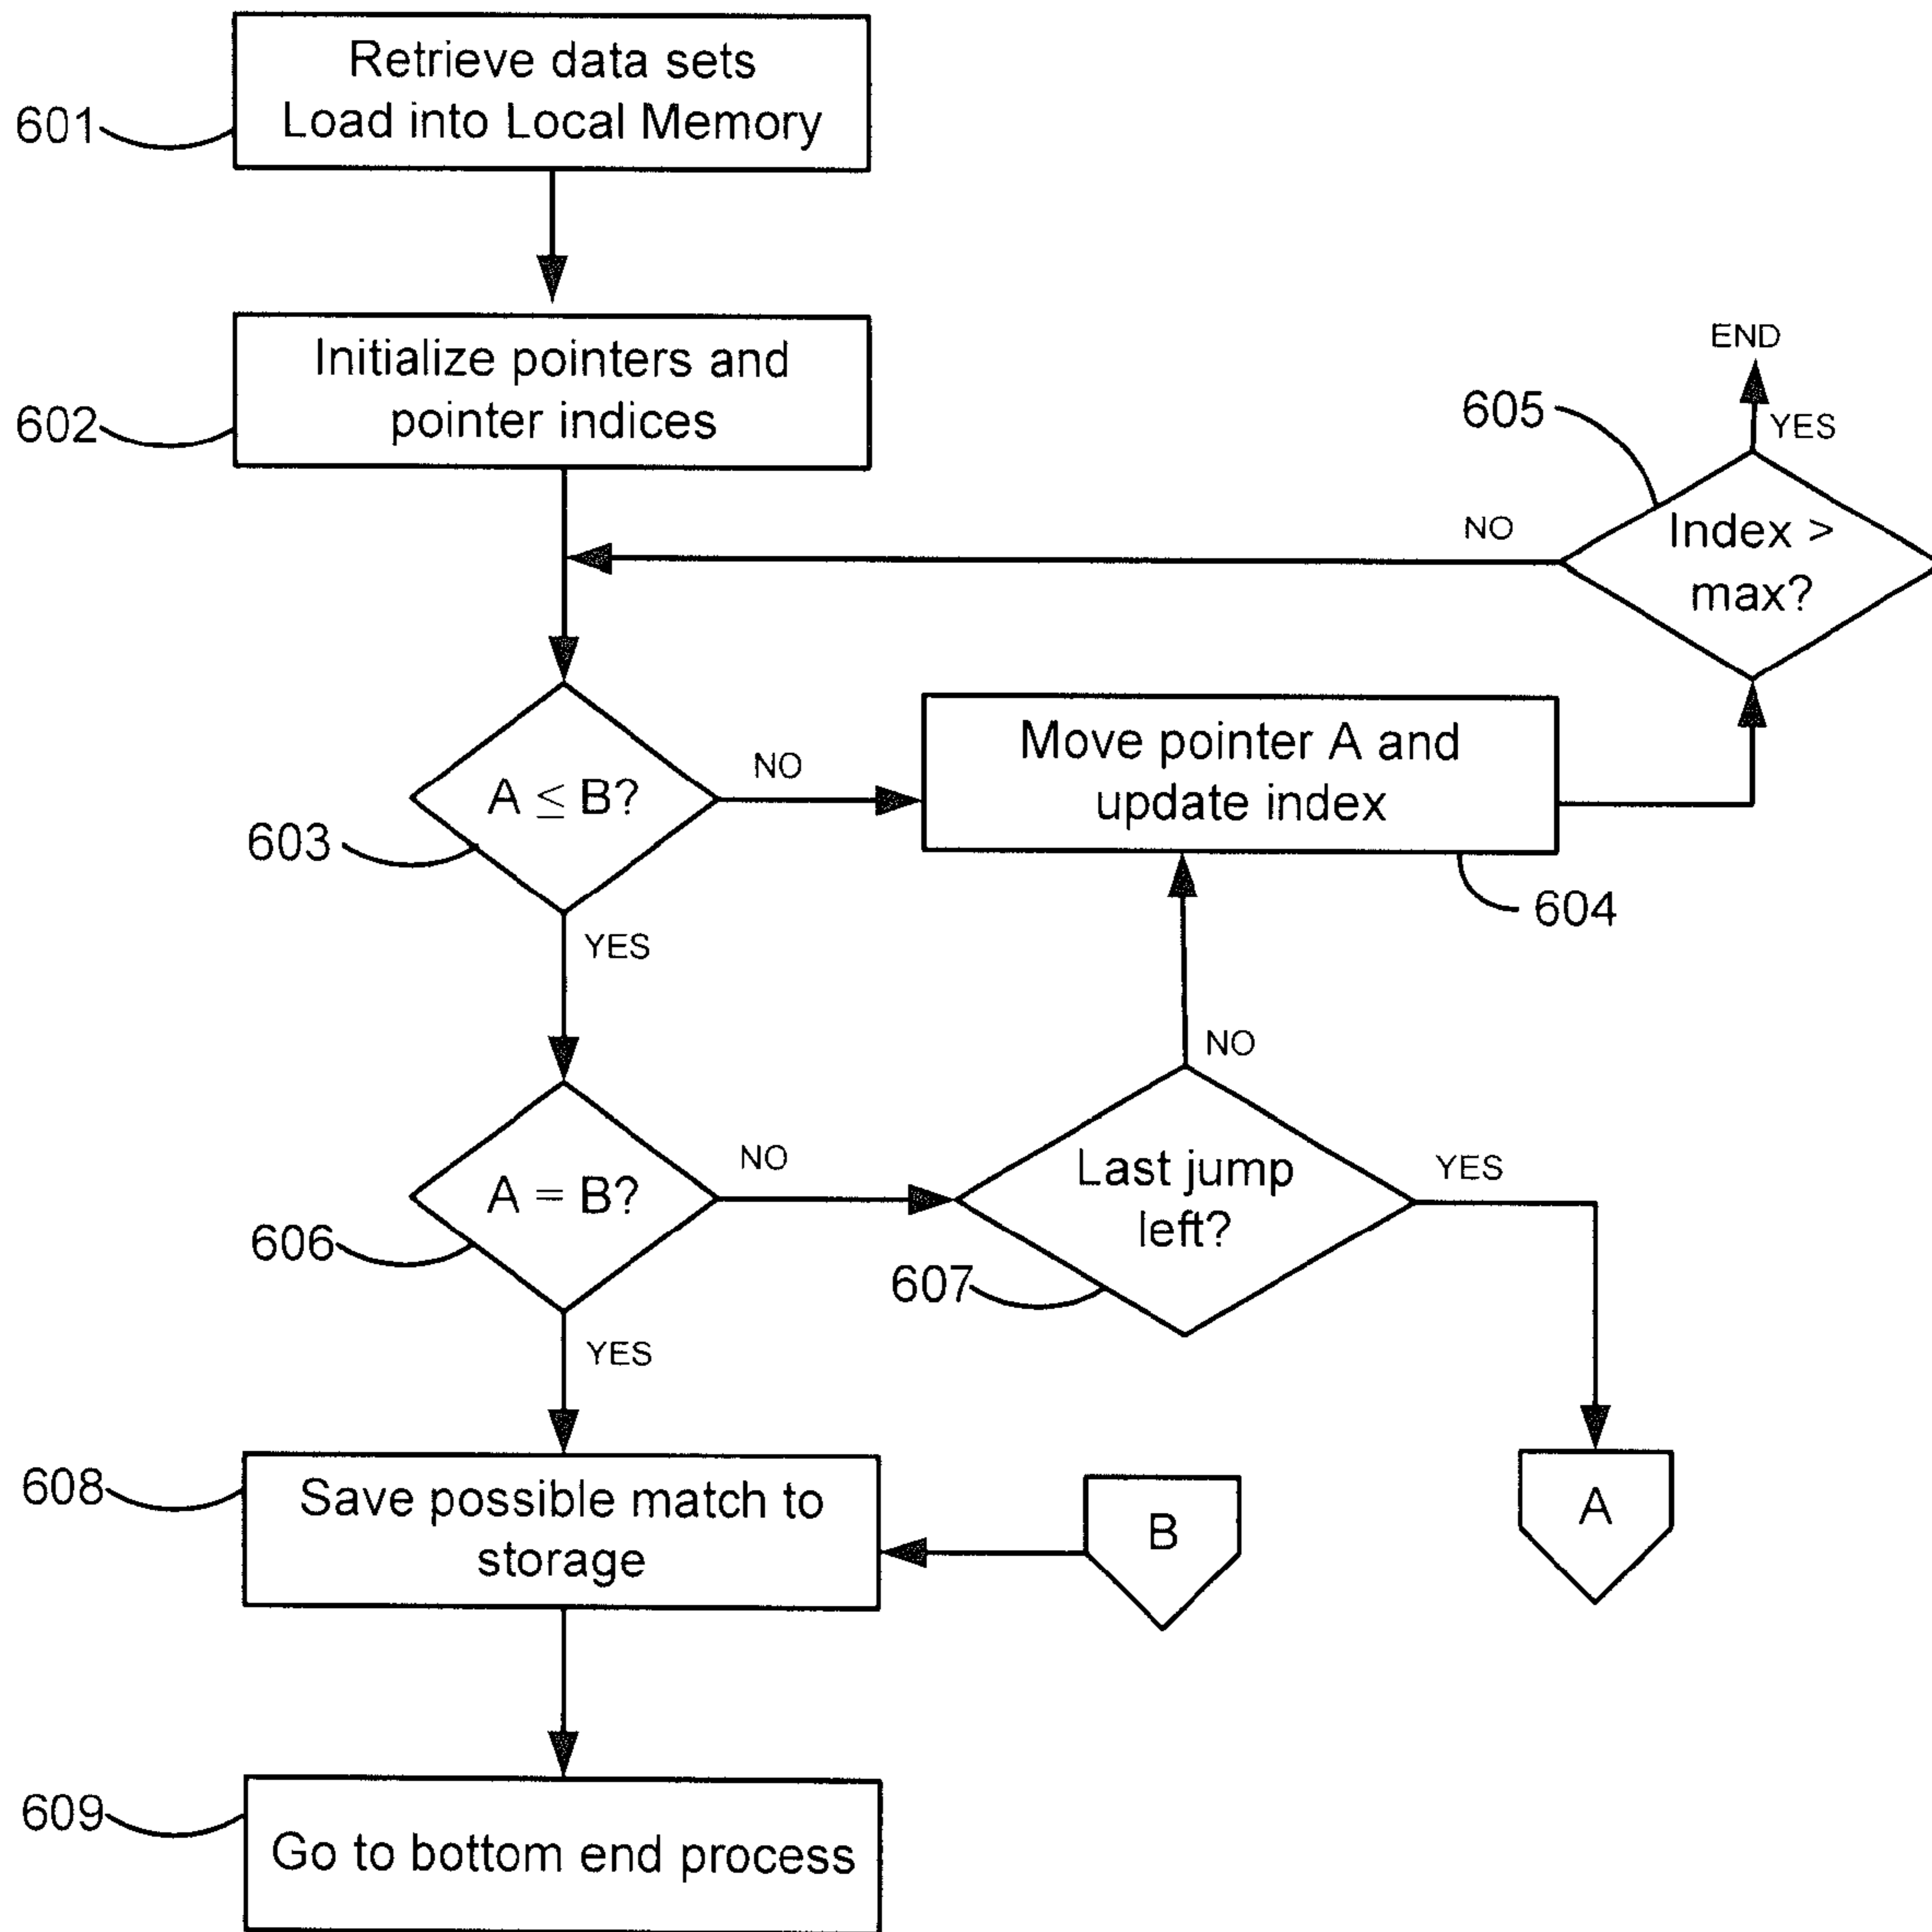 Retrieve data sets
Load into Local Memory
601
Initialize pointers and
pointer indices
602
END
YES
605
Index >
max?
NO
A ≤ B?
603
NO
Move pointer A and
update index
604
YES
A = B?
606
NO
Last jump
left?
607
NO
YES
YES
A
608
Save possible match to
storage
B
609
Go to bottom end process